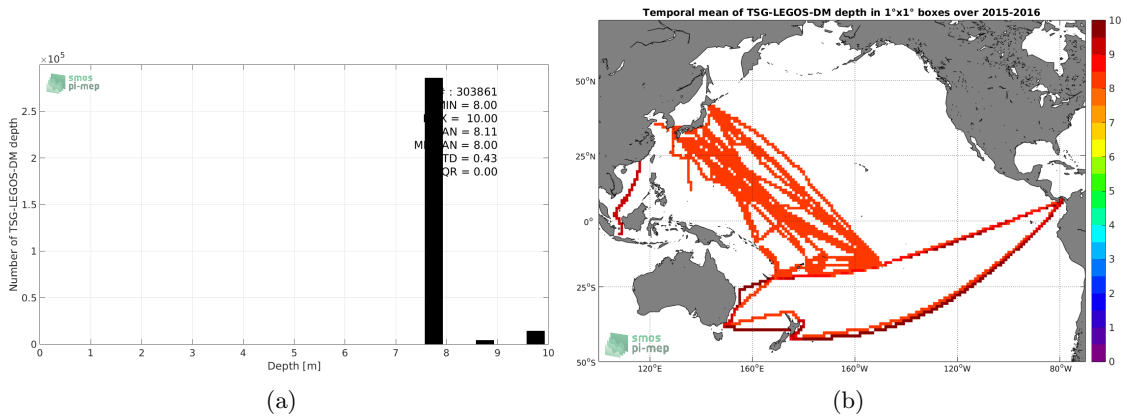 ×10⁵
smos
pi-mep
: 303861
MIN = 8.00
= 10.00
= 8.11
= 8.00
= 0.43
= 0.00
2.5
2
1.5
1
0.5
0
Number of TSG-LEGOS-DM depth
0 1 2 3 4 5 6 7 8 9 10
Depth [m]
(a)
Temporal mean of TSG-LEGOS-DM depth in 1°x1° boxes over 2015-2016
50°N
25°N
0°
25°S
50°S
120°E
160°E
160°W
120°W
80°W
smos
pi-mep
10
9
8
7
6
5
4
3
2
1
0
(b)